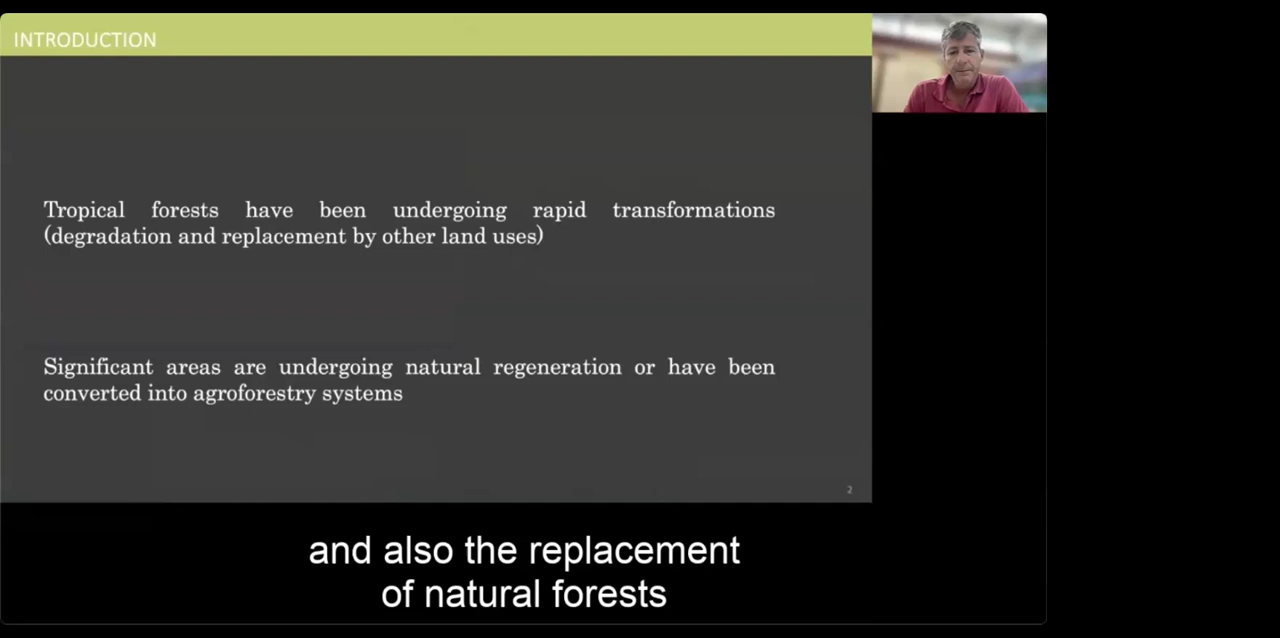 INTRODUCTION
Tropical forests have been undergoing rapid transformations
(degradation and replacement by other land uses)
Significant areas are undergoing natural regeneration or have been
converted into agroforestry systems
2
and also the replacement
of natural forests